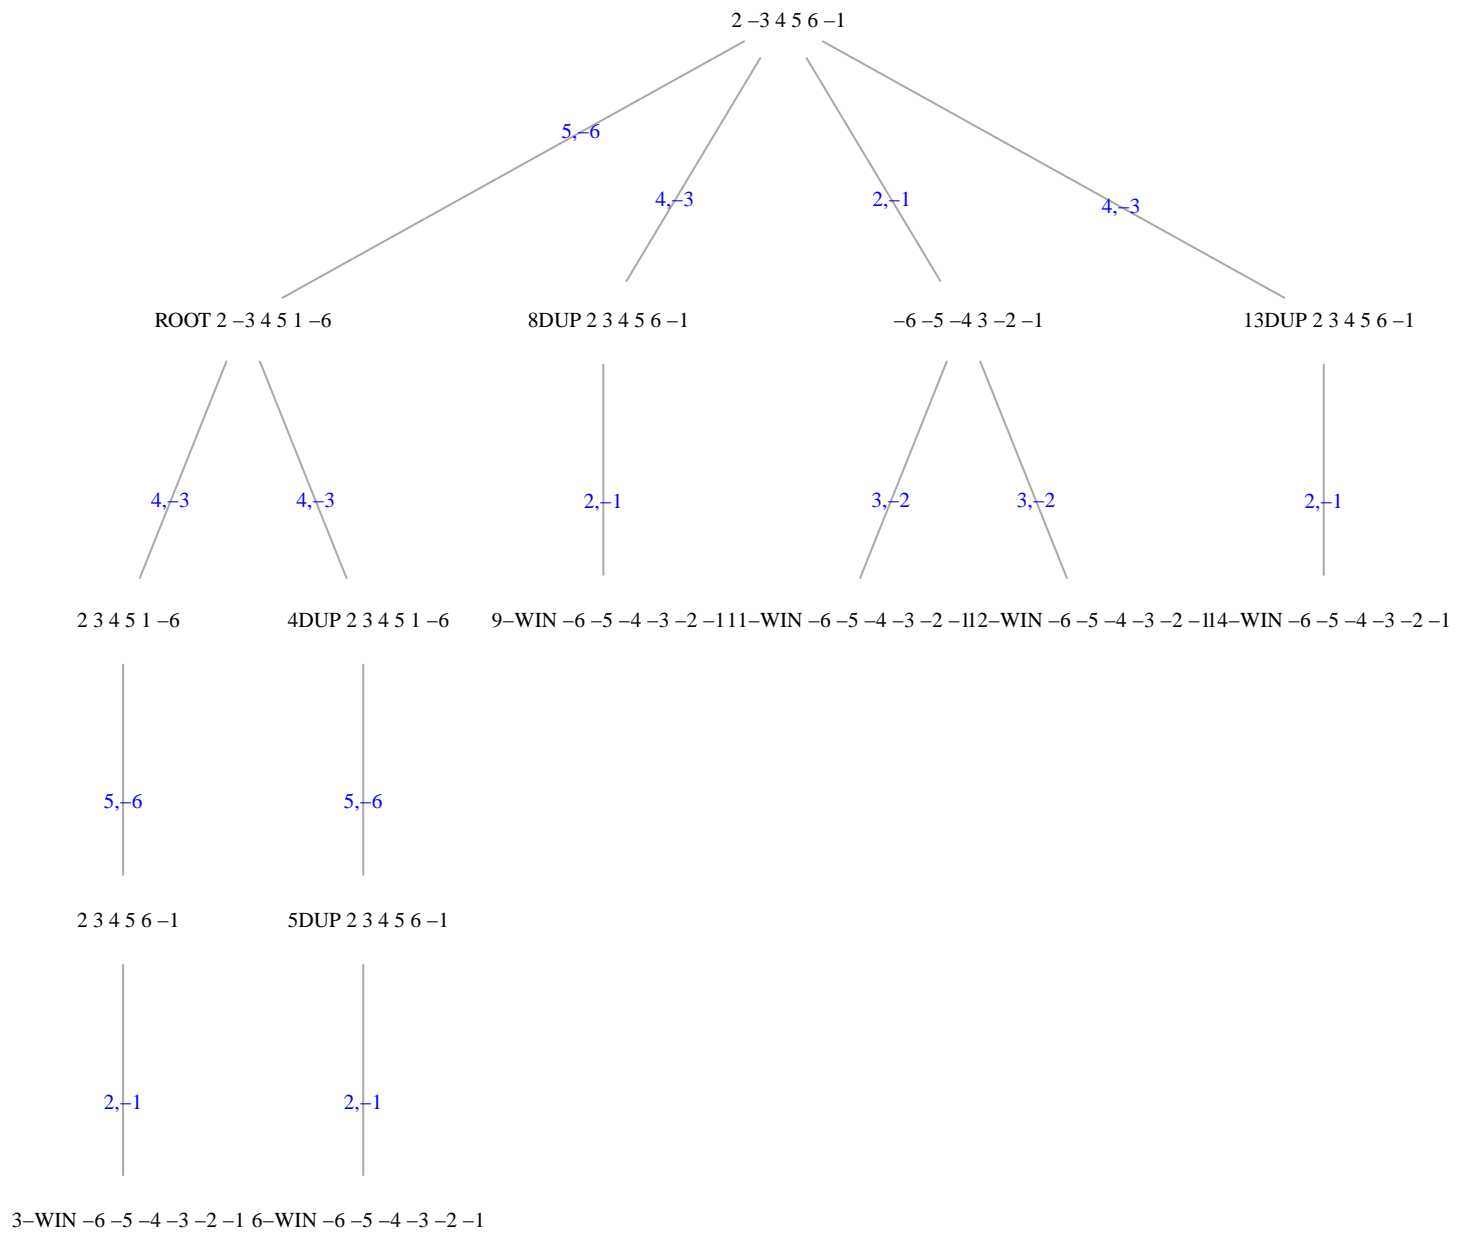 2 –3 4 5 6 –1
5,–6
4,–3
2,–1
4,–3
ROOT 2 –3 4 5 1 –6
8DUP 2 3 4 5 6 –1
–6 –5 –4 3 –2 –1
13DUP 2 3 4 5 6 –1
4,–3
4,–3
2,–1
3,–2
3,–2
2,–1
2 3 4 5 1 –6
4DUP 2 3 4 5 1 –6
9–WIN –6 –5 –4 –3 –2 –1
11–WIN –6 –5 –4 –3 –2 –1
12–WIN –6 –5 –4 –3 –2 –1
14–WIN –6 –5 –4 –3 –2 –1
5,–6
5,–6
2 3 4 5 6 –1
5DUP 2 3 4 5 6 –1
2,–1
2,–1
3–WIN –6 –5 –4 –3 –2 –1
6–WIN –6 –5 –4 –3 –2 –1